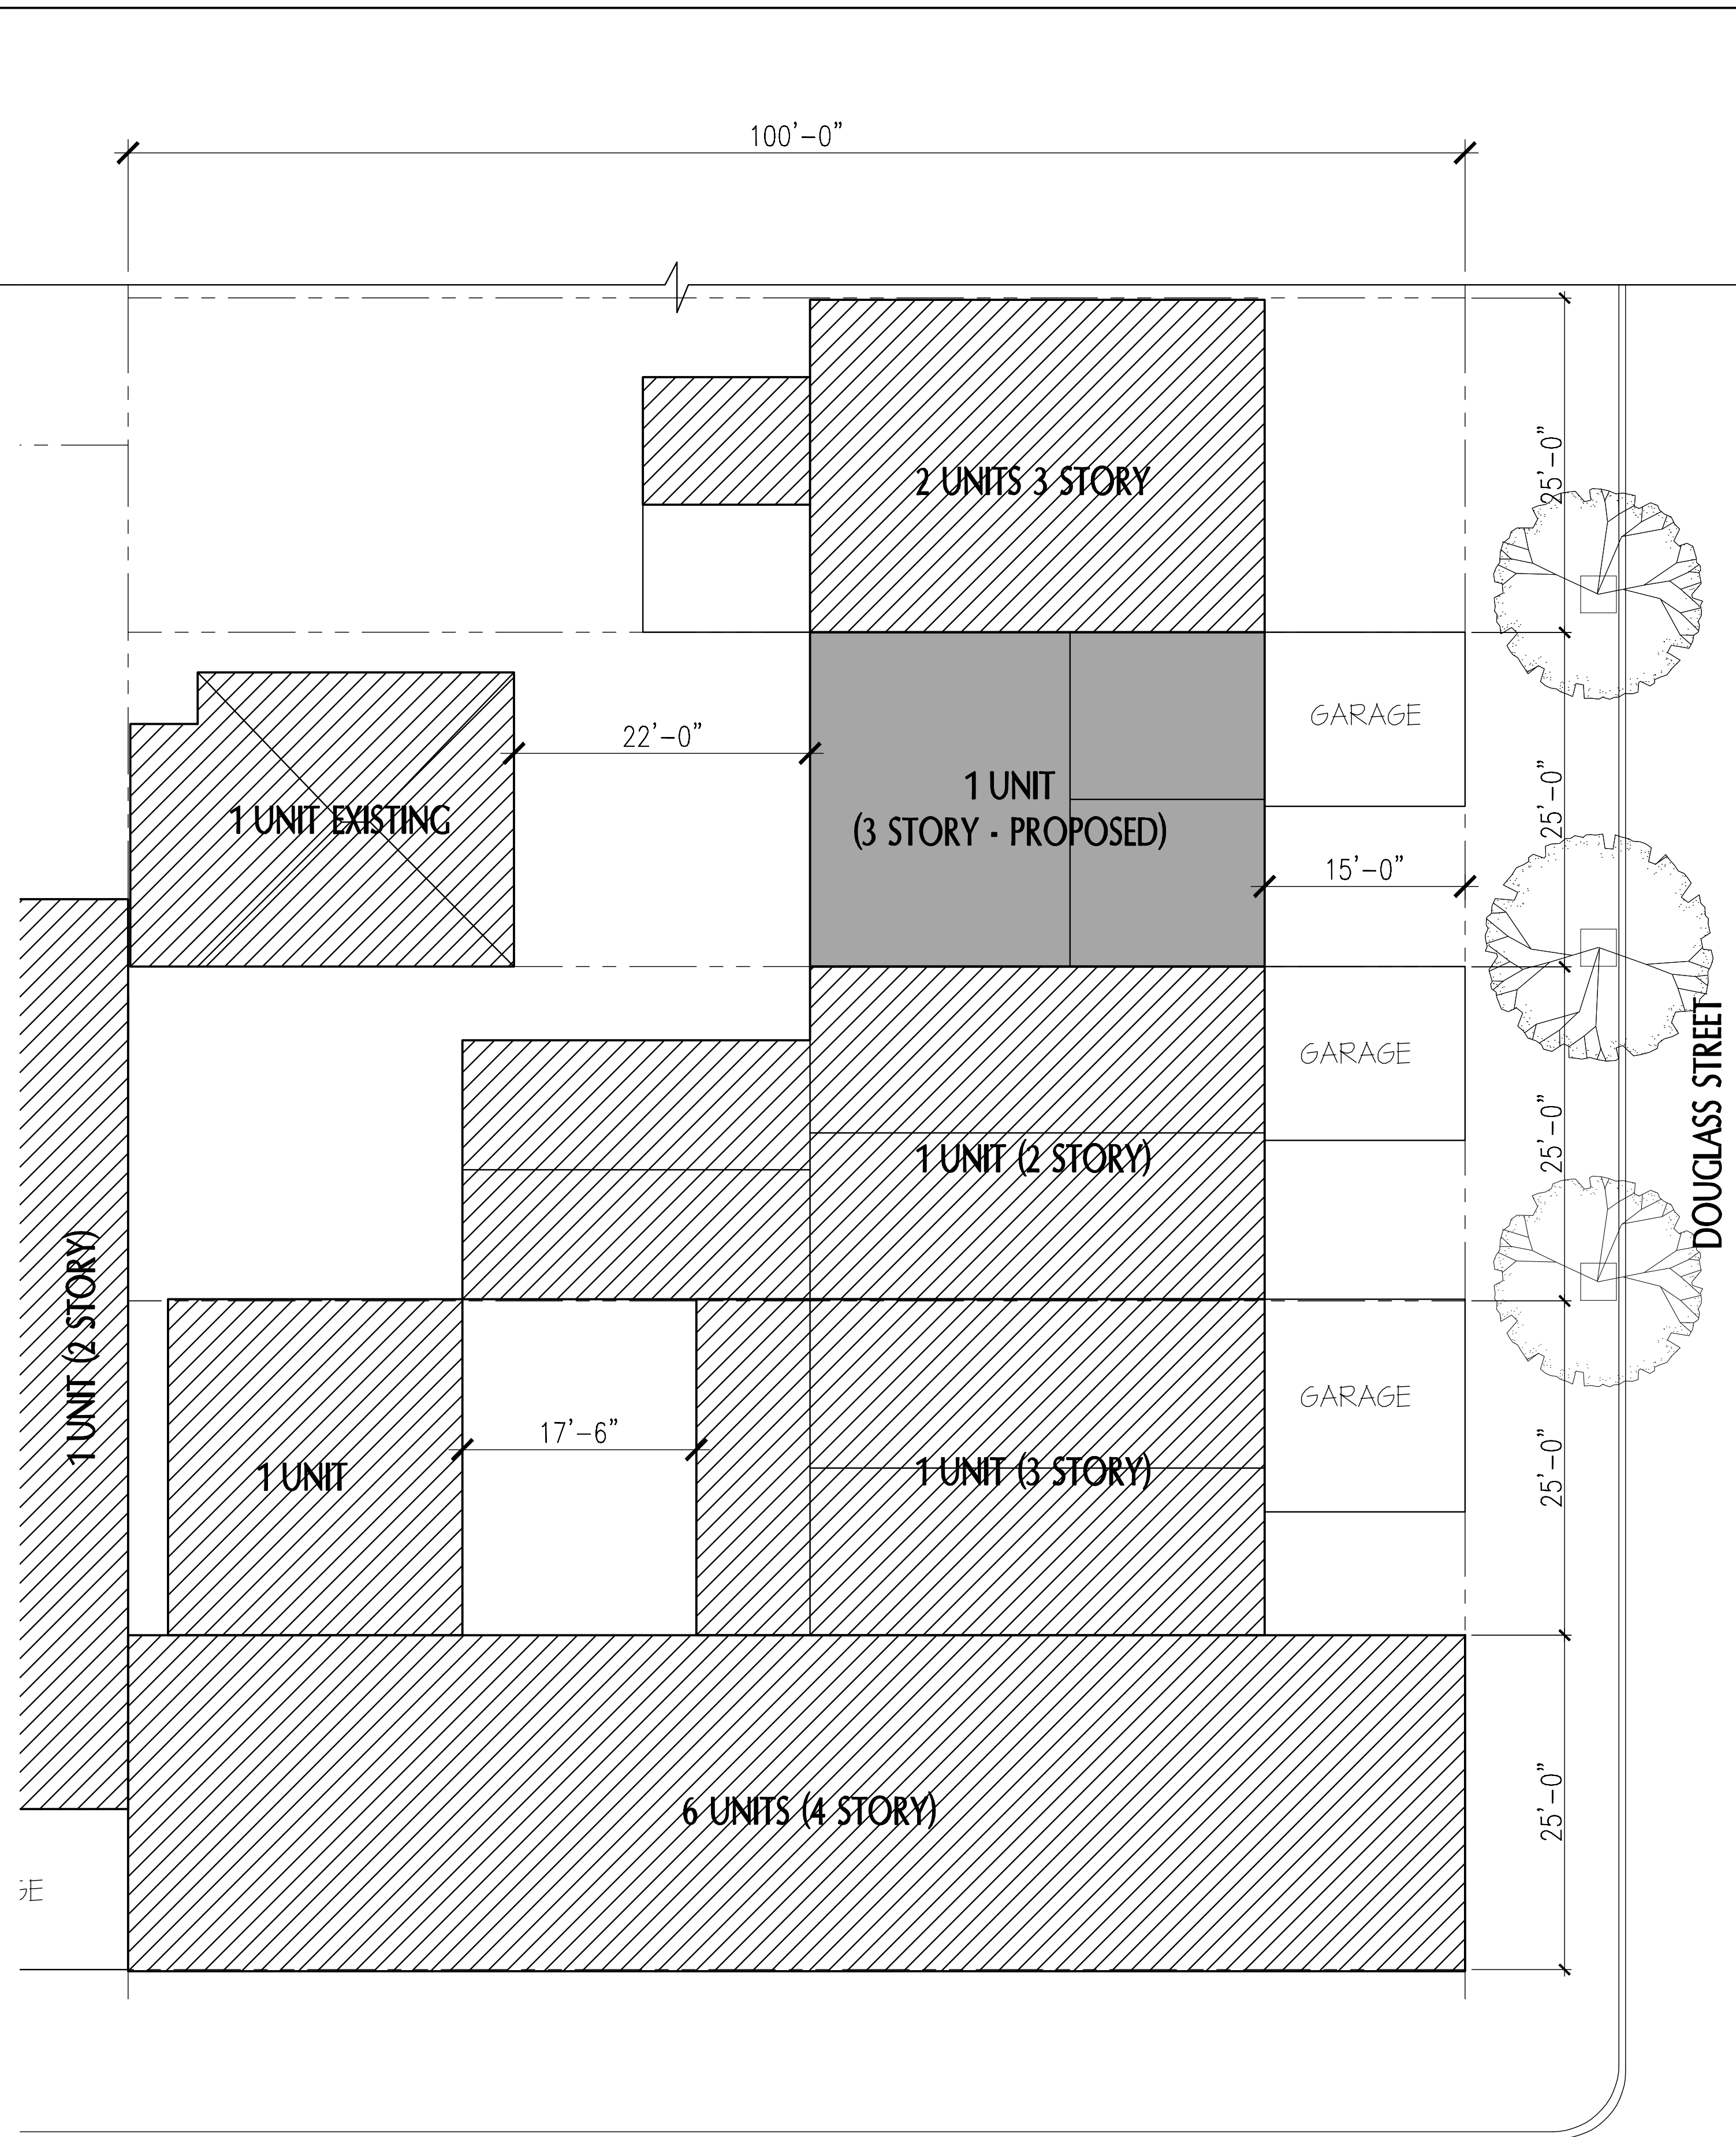 100'-0"
25'-0"
2 UNITS 3 STORY
GARAGE
22'-0"
25'-0"
1 UNIT
(3 STORY - PROPOSED)
1 UNIT EXISTING
15'-0"
GARAGE
DOUGLASS STREET
25'-0"
1 UNIT (2 STORY)
1 UNIT (2 STORY)
GARAGE
17'-6"
25'-0"
1 UNIT (3 STORY)
1 UNIT
25'-0"
6 UNITS (4 STORY)